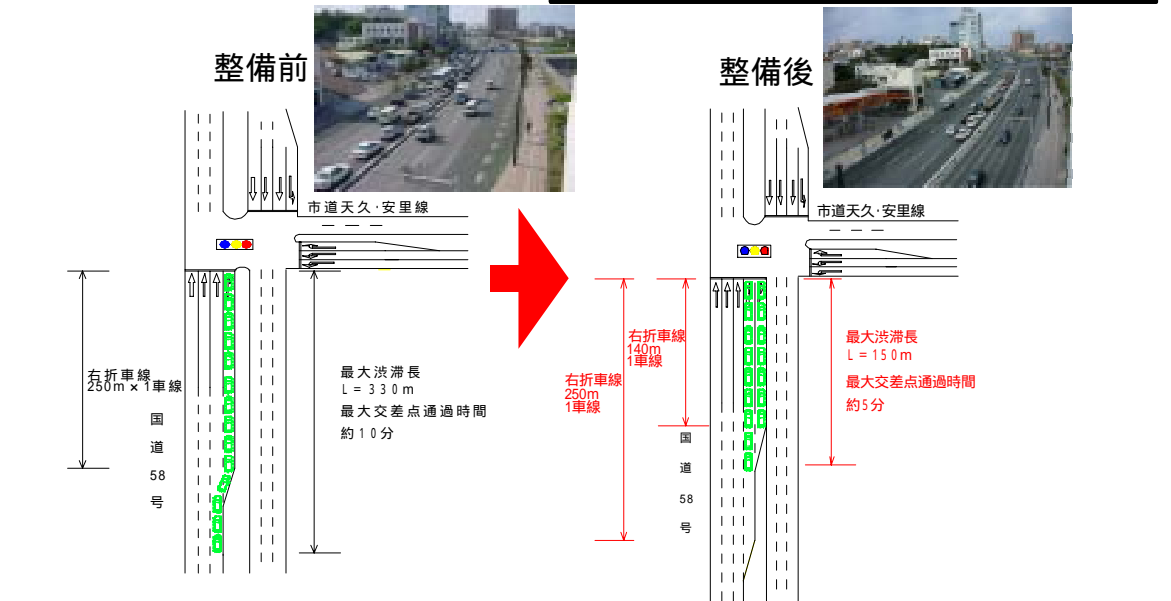 整備前
整備後
市道天久・安里線
右折車線
250m×1車線
国道58号
最大渋滞長
L=330m
最大交差点通過時間
約10分
市道天久・安里線
右折車線
140m
1車線
右折車線
250m
1車線
国道58号
最大渋滞長
L=150m
最大交差点通過時間
約5分